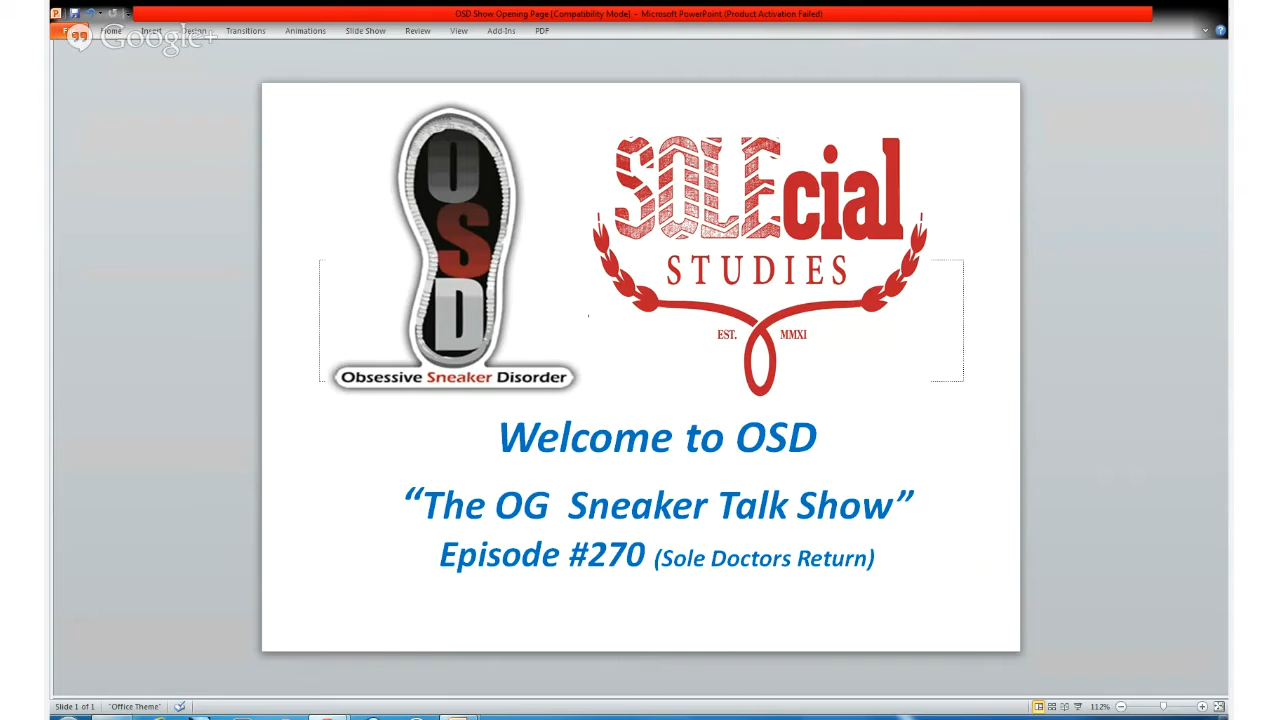 OSD Show Opening Page [Compatibility Mode] - Microsoft PowerPoint (Product Activation Failed)
Home Insert Design Transitions Animations Slide Show Review View Add-Ins PDF
Google+
OSD
Obsessive Sneaker Disorder
SOLEcial
STUDIES
EST. MMXI
Welcome to OSD
“The OG Sneaker Talk Show”
Episode #270 (Sole Doctors Return)
Slide 1 of 1 "Office Theme" 112%